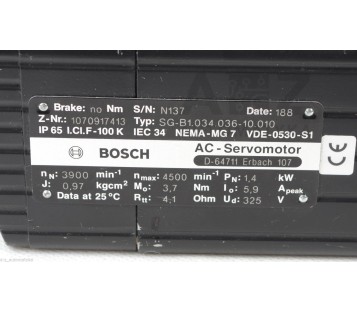 Brake: no Nm S/N: N137 Date: 188
Z-Nr.: 1070917413 Typ: SG-B1.034.036-10.010
IP 65 I.Cl.F-100 K IEC 34 NEMA-MG 7 VDE-0530-S1
BOSCH AC-Servomotor
D-64711 Erbach 107
CE
nN: 3900 min-1 nmax: 4500 min-1 PN: 1,4 kW
J: 0,97 kgcm2 Mo: 3,7 Nm Io: 5,9 Apeak
Data at 25°C Rtt: 4,1 Ohm Ud: 325 V